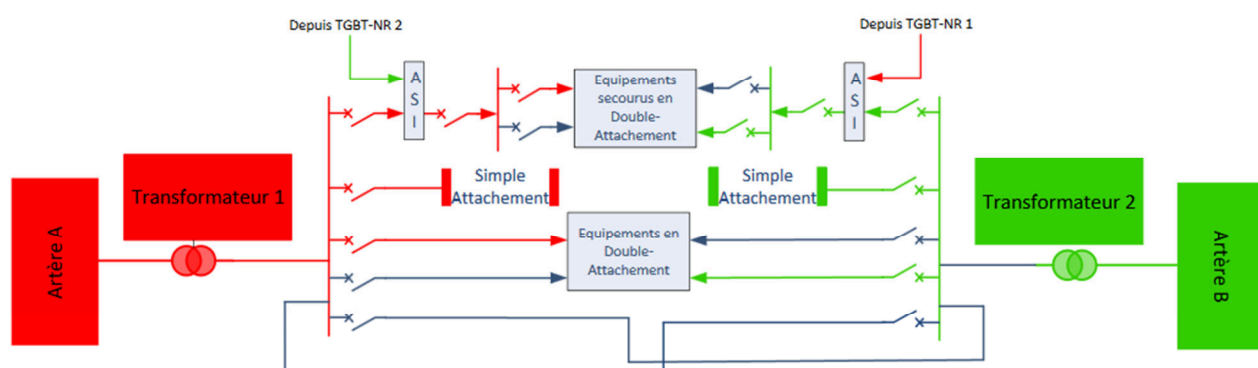 Depuis TGBT-NR 2
Depuis TGBT-NR 1
A
S
I
Equipements
secourus en
Double-
Attachement
A
S
I
Transformateur 1
Simple
Attachement
Simple
Attachement
Transformateur 2
Artère A
Equipements en
Double-
Attachement
Artère B